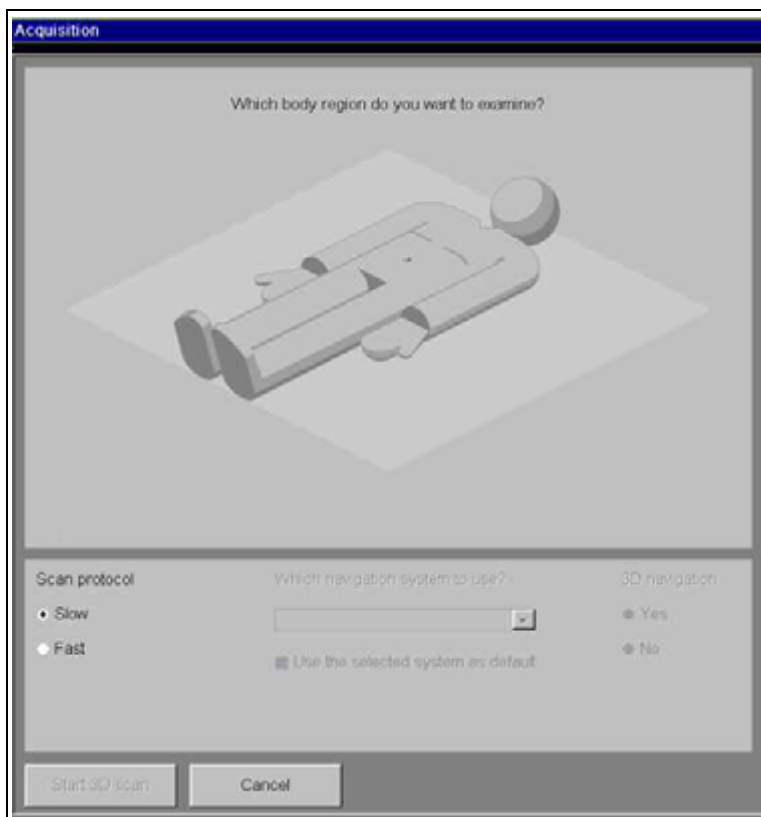 Acquisition
Which body region do you want to examine?
Scan protocol
Which navigation system to use?
3D navigation
Slow
Yes
Fast
Use the selected system as default
No
Start 3D scan
Cancel